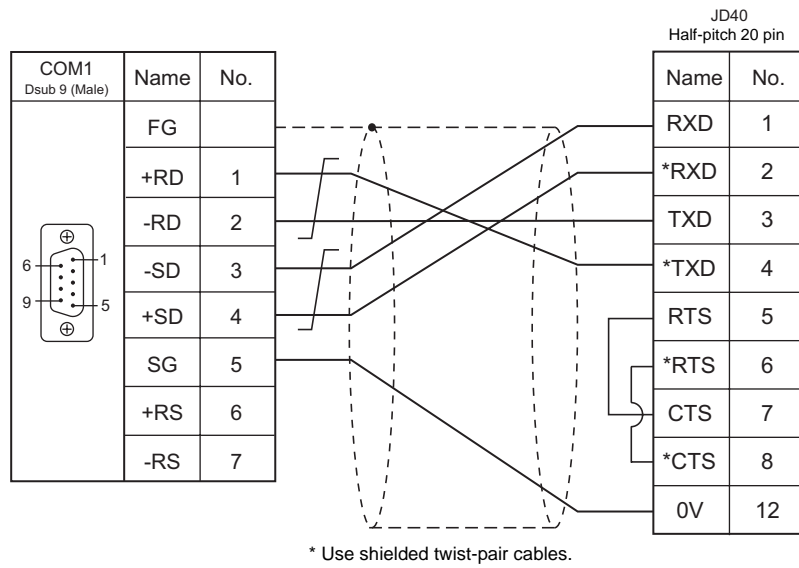 JD40
Half-pitch 20 pin
COM1
Dsub 9 (Male)
Name No.
FG
+RD 1
-RD 2
-SD 3
+SD 4
SG 5
+RS 6
-RS 7
6 1
9 5
Name No.
RXD 1
*RXD 2
TXD 3
*TXD 4
RTS 5
*RTS 6
CTS 7
*CTS 8
0V 12
* Use shielded twist-pair cables.